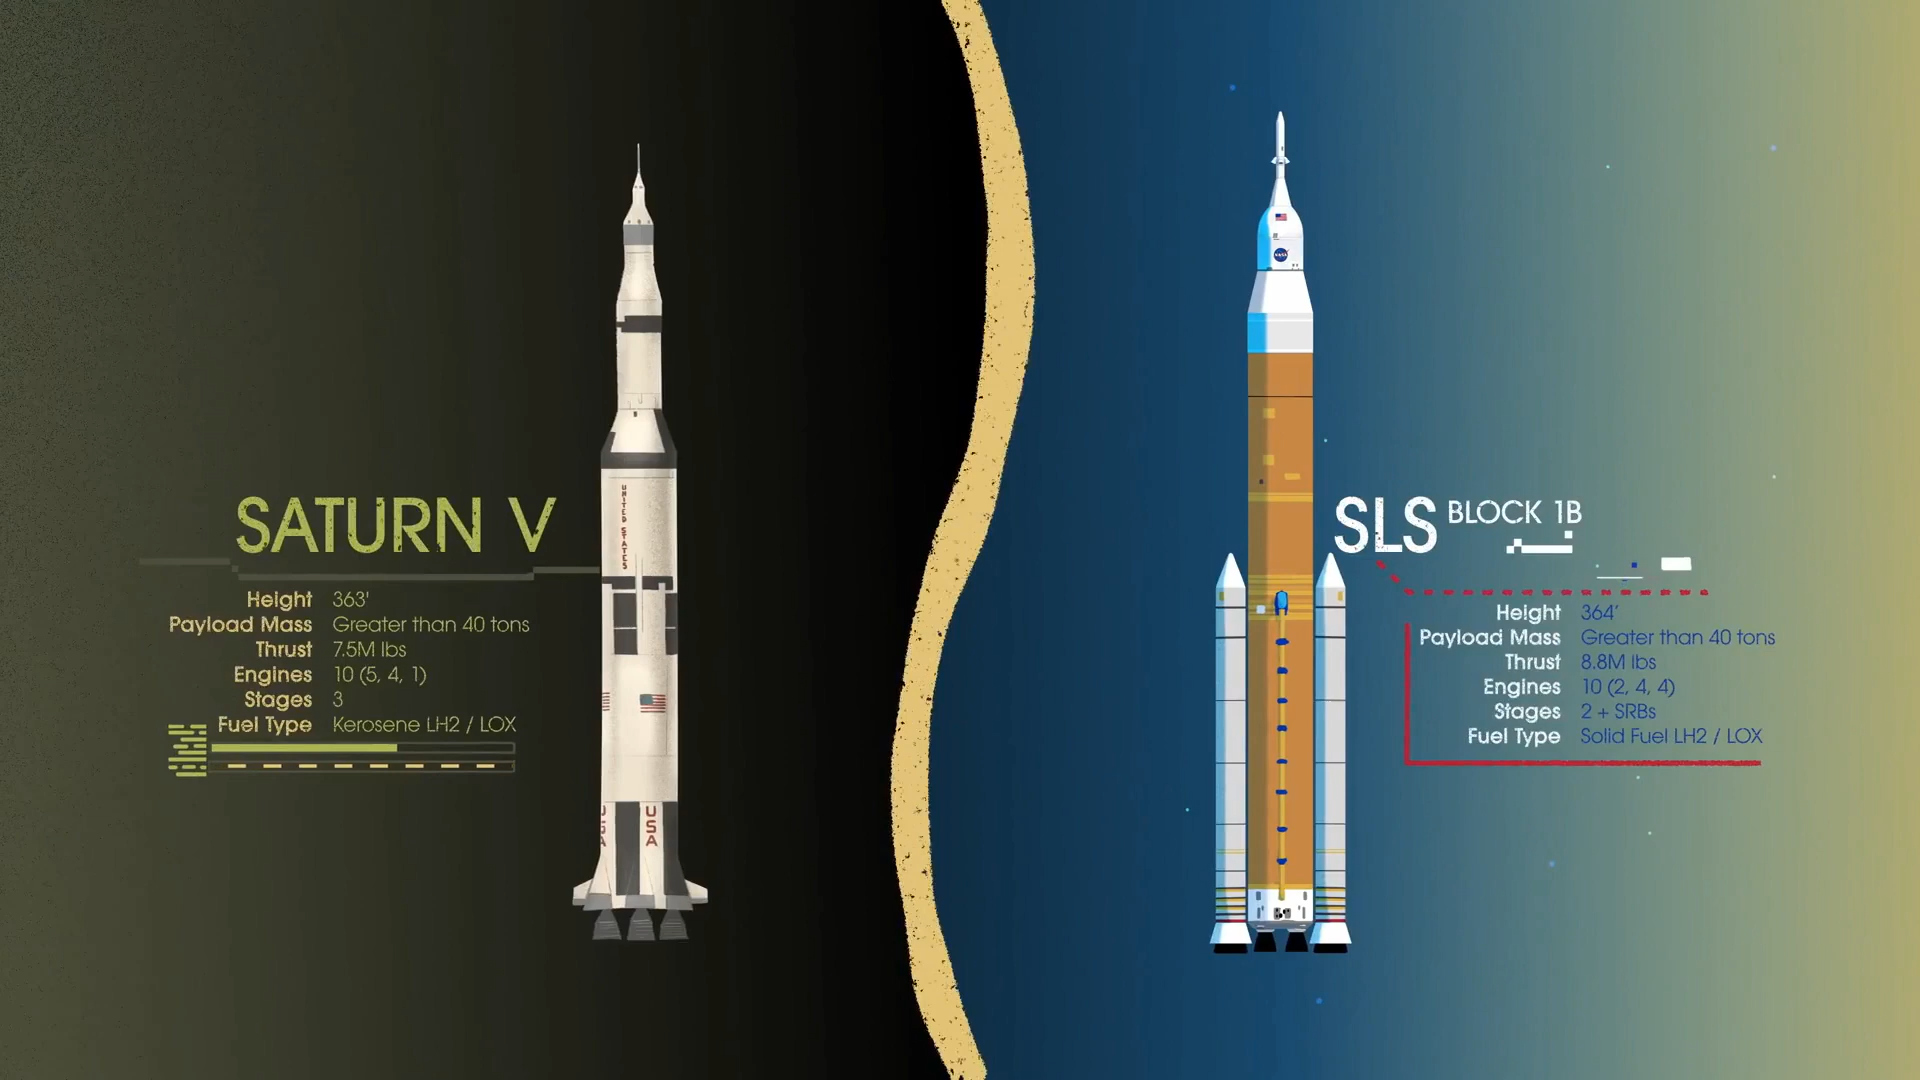 SATURN V
Height 363'
Payload Mass Greater than 40 tons
Thrust 7.5M lbs
Engines 10 (5, 4, 1)
Stages 3
Fuel Type Kerosene LH2 / LOX
UNITED STATES
USA
USA
NASA
SLS BLOCK 1B
Height 364'
Payload Mass Greater than 40 tons
Thrust 8.8M lbs
Engines 10 (2, 4, 4)
Stages 2 + SRBs
Fuel Type Solid Fuel LH2 / LOX